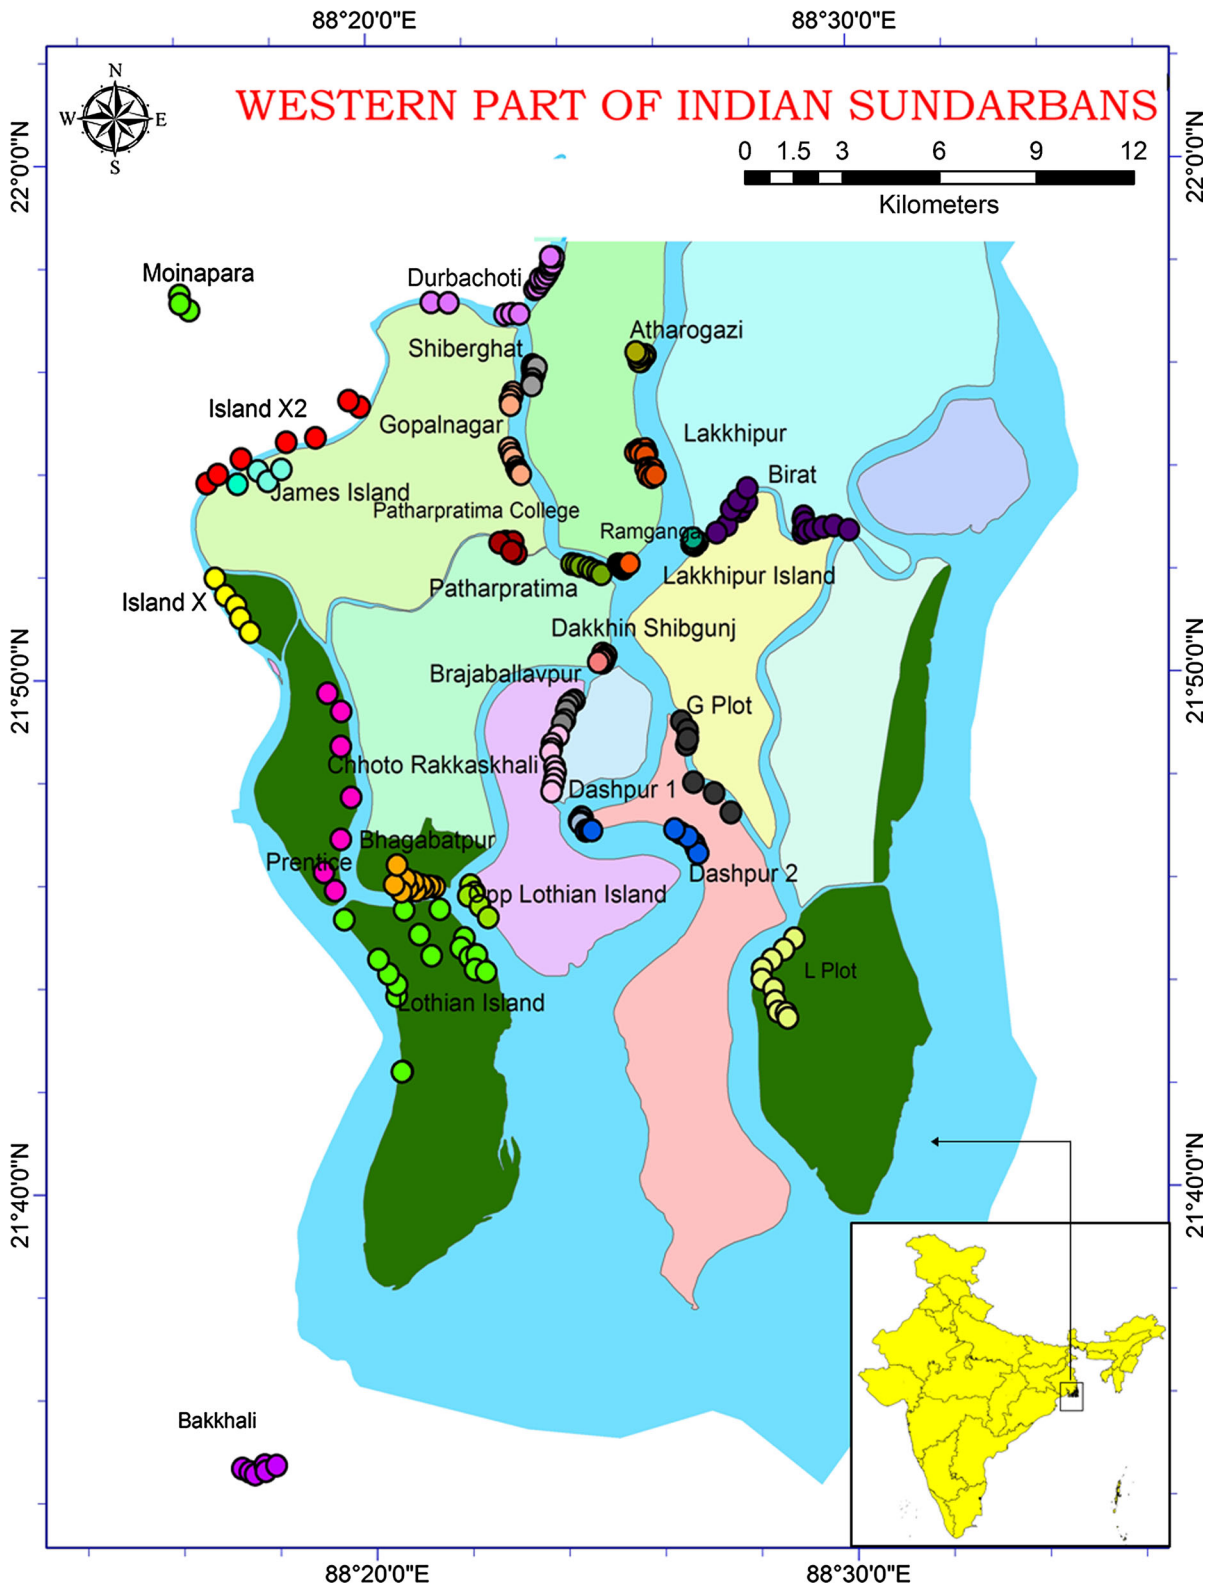 88°20'0"E 88°30'0"E
N
W E
S
WESTERN PART OF INDIAN SUNDARBANS
0 1.5 3 6 9 12
Kilometers
22°0'0"N 22°0'0"N
Moinapara
Durbachoti
Atharogazi
Shiberghat
Island X2
Gopalnagar
Lakkhipur
Birat
James Island
Patharpratima College
Ramganga
Lakkhipur Island
Patharpratima
Island X
Dakkhin Shibgunj
21°50'0"N 21°50'0"N
Brajaballavpur
G Plot
Chhoto Rakkaskhali
Dashpur 1
Bhagabatpur
Prentice
Dashpur 2
Opp Lothian Island
L Plot
Lothian Island
21°40'0"N 21°40'0"N
Bakkhali
88°20'0"E 88°30'0"E